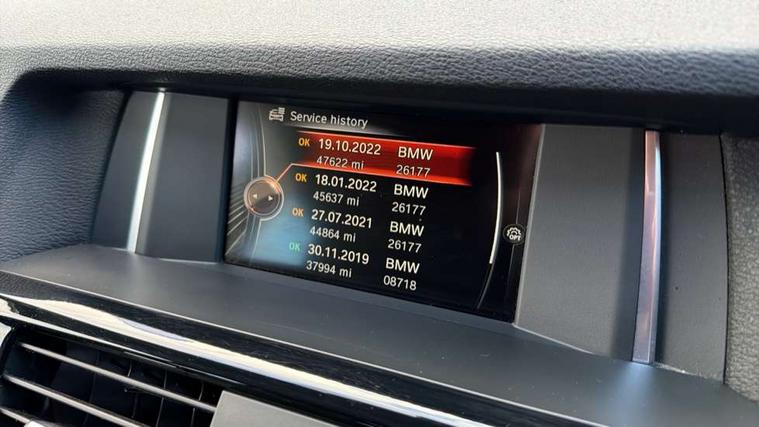 Service history
OK 19.10.2022 BMW
47622 mi 26177
OK 18.01.2022 BMW
45637 mi 26177
OK 27.07.2021 BMW
44864 mi 26177
OK 30.11.2019 BMW
37994 mi 08718
OPT